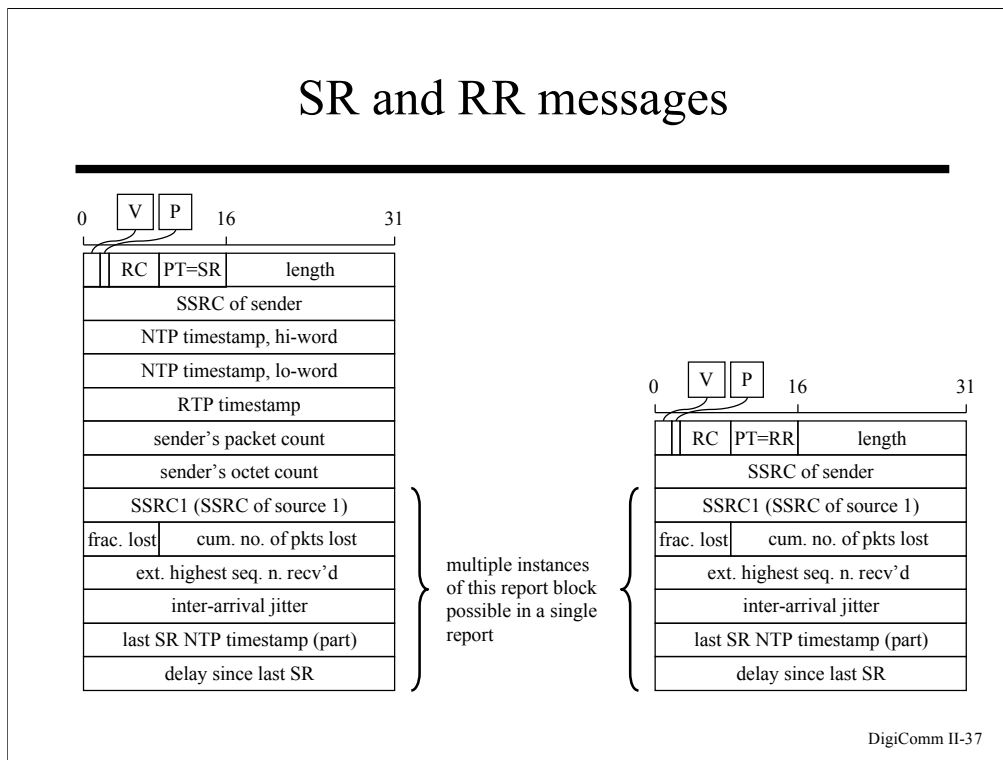 SR and RR messages
V P
0 16 31
RC PT=SR length
SSRC of sender
NTP timestamp, hi-word
NTP timestamp, lo-word
RTP timestamp
sender’s packet count
sender’s octet count
SSRC1 (SSRC of source 1)
frac. lost cum. no. of pkts lost
ext. highest seq. n. recv’d
inter-arrival jitter
last SR NTP timestamp (part)
delay since last SR
multiple instances
of this report block
possible in a single
report
V P
0 16 31
RC PT=RR length
SSRC of sender
SSRC1 (SSRC of source 1)
frac. lost cum. no. of pkts lost
ext. highest seq. n. recv’d
inter-arrival jitter
last SR NTP timestamp (part)
delay since last SR
DigiComm II-37